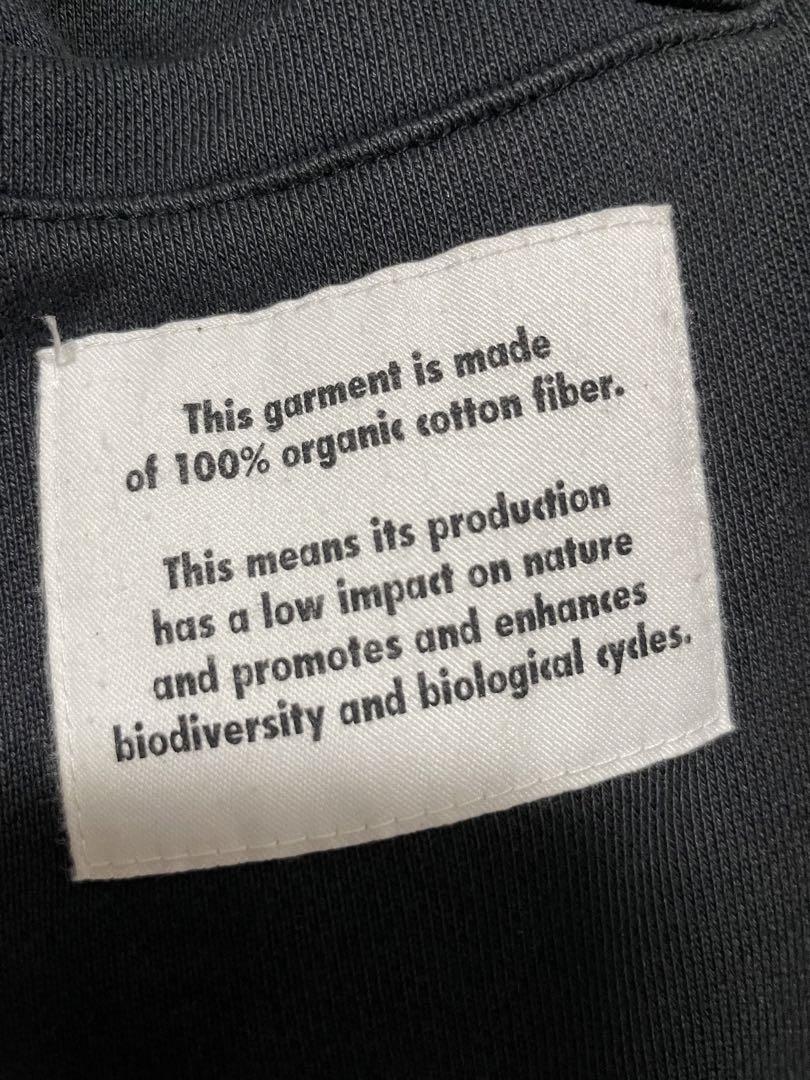 This garment is made
of 100% organic cotton fiber.
This means its production
has a low impact on nature
and promotes and enhances
biodiversity and biological cycles.